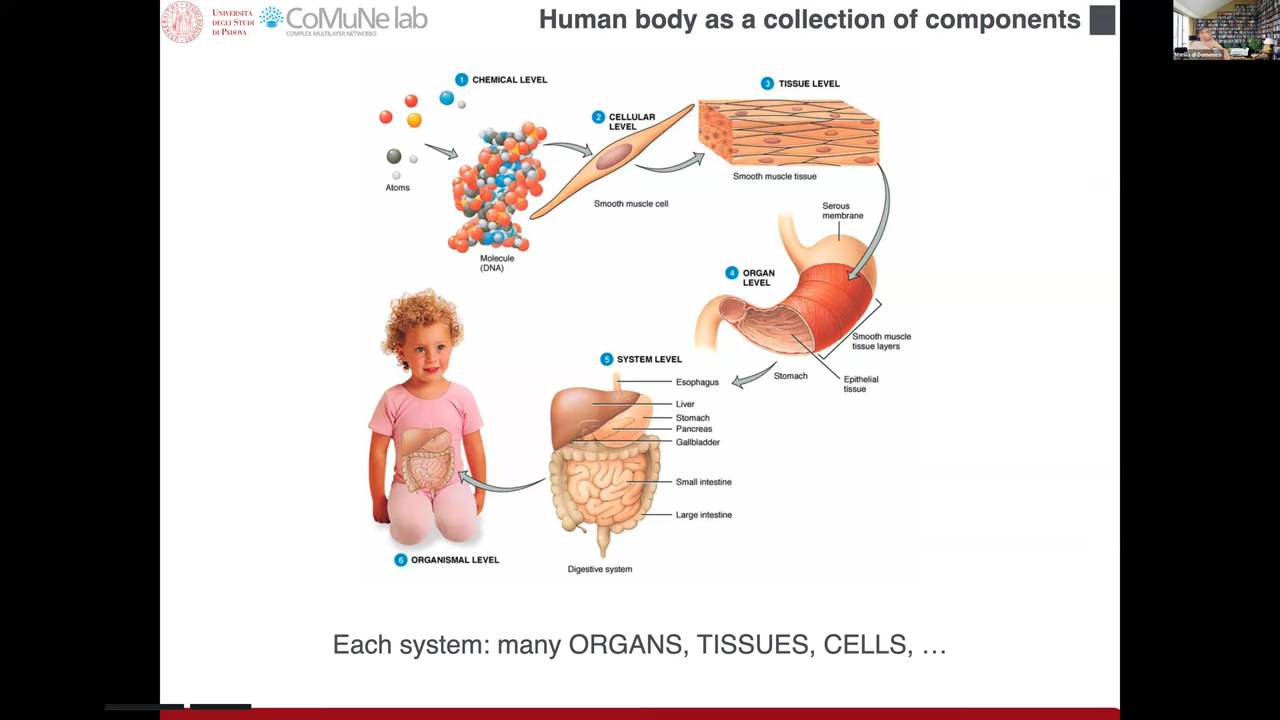 UNIVERSITÀ
DEGLI STUDI
DI PADOVA
CoMuNe lab
COMPLEX MULTILAYER NETWORKS
Human body as a collection of components
1 CHEMICAL LEVEL
Atoms
Molecule
(DNA)
2 CELLULAR
LEVEL
Smooth muscle cell
3 TISSUE LEVEL
Smooth muscle tissue
4 ORGAN
LEVEL
Serous
membrane
Smooth muscle
tissue layers
Epithelial
tissue
Stomach
5 SYSTEM LEVEL
Esophagus
Liver
Stomach
Pancreas
Gallbladder
Small intestine
Large intestine
Digestive system
6 ORGANISMAL LEVEL
Each system: many ORGANS, TISSUES, CELLS, …